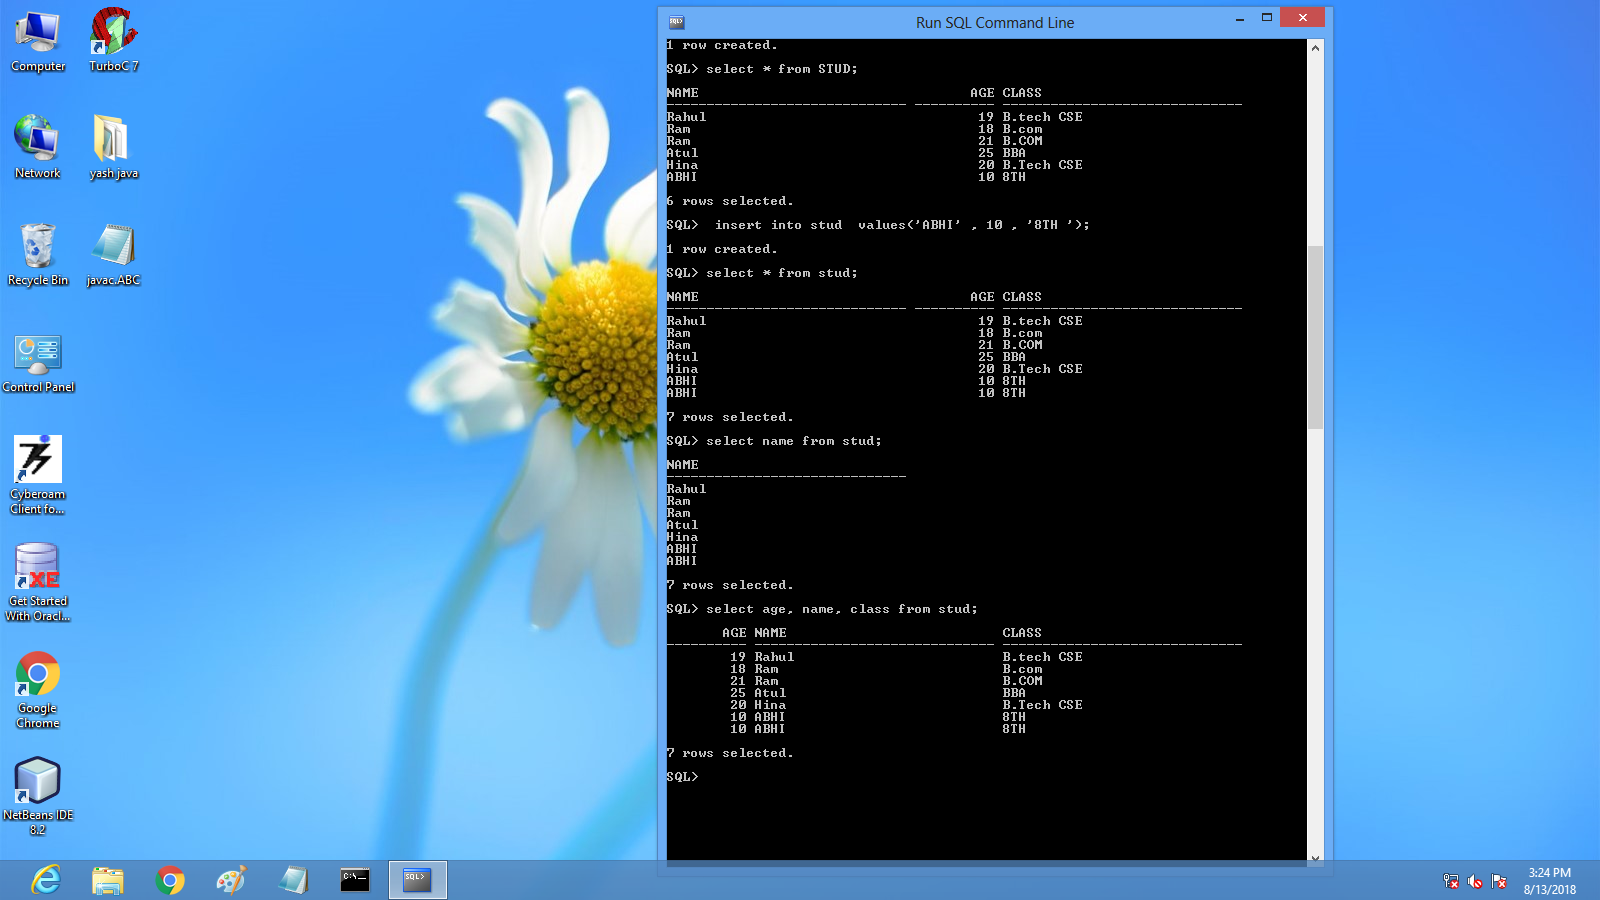 Computer
TurboC 7
Network
yash java
Recycle Bin
javac.ABC
Control Panel
Cyberoam
Client fo...
XE
Get Started
With Oracl...
Google
Chrome
NetBeans IDE
8.2
SQL>
Run SQL Command Line
1 row created.
SQL> select * from STUD;
NAME AGE CLASS
------------------------------ ---------- ------------------------------
Rahul 19 B.tech CSE
Ram 18 B.com
Ram 21 B.COM
Atul 25 BBA
Hina 20 B.Tech CSE
ABHI 10 8TH
6 rows selected.
SQL>  insert into stud  values('ABHI' , 10 , '8TH ');
1 row created.
SQL> select * from stud;
NAME AGE CLASS
------------------------------ ---------- ------------------------------
Rahul 19 B.tech CSE
Ram 18 B.com
Ram 21 B.COM
Atul 25 BBA
Hina 20 B.Tech CSE
ABHI 10 8TH
ABHI 10 8TH
7 rows selected.
SQL> select name from stud;
NAME
------------------------------
Rahul
Ram
Ram
Atul
Hina
ABHI
ABHI
7 rows selected.
SQL> select age, name, class from stud;
AGE NAME CLASS
---------- ------------------------------ ------------------------------
19 Rahul B.tech CSE
18 Ram B.com
21 Ram B.COM
25 Atul BBA
20 Hina B.Tech CSE
10 ABHI 8TH
10 ABHI 8TH
7 rows selected.
SQL>
C:\_
SQL>
3:24 PM
8/13/2018